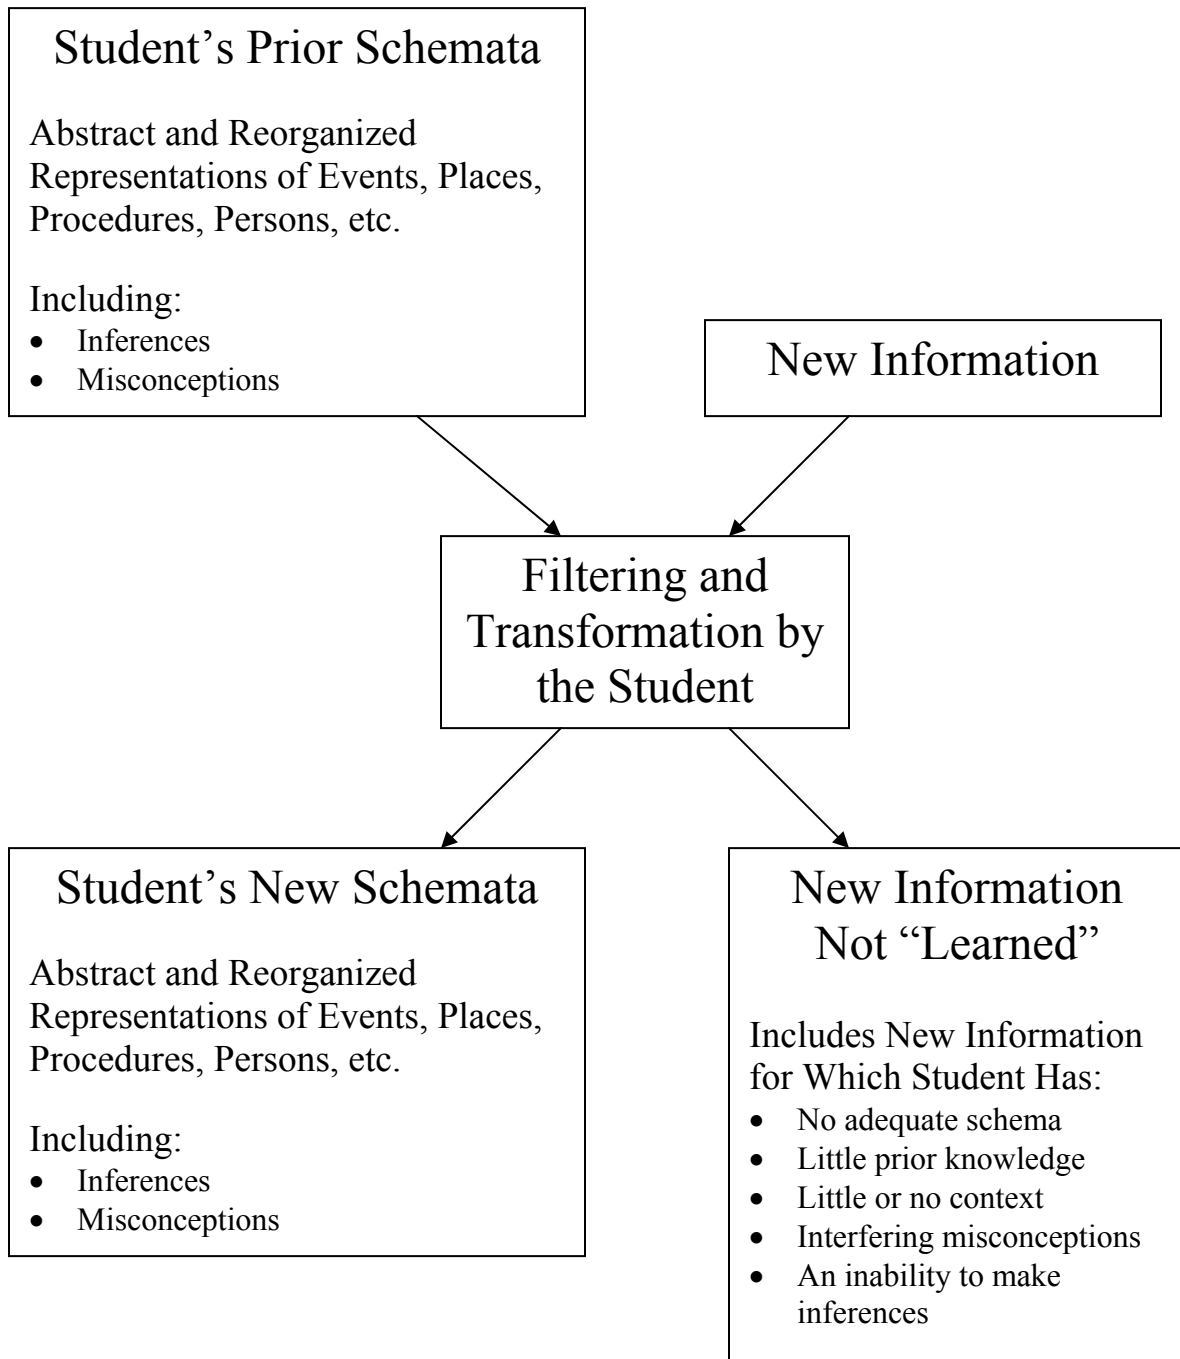 Student’s Prior Schemata
Abstract and Reorganized
Representations of Events, Places,
Procedures, Persons, etc.
Including:
• Inferences
• Misconceptions
New Information
Filtering and
Transformation by
the Student
Student’s New Schemata
Abstract and Reorganized
Representations of Events, Places,
Procedures, Persons, etc.
Including:
• Inferences
• Misconceptions
New Information
Not “Learned”
Includes New Information
for Which Student Has:
• No adequate schema
• Little prior knowledge
• Little or no context
• Interfering misconceptions
• An inability to make
inferences